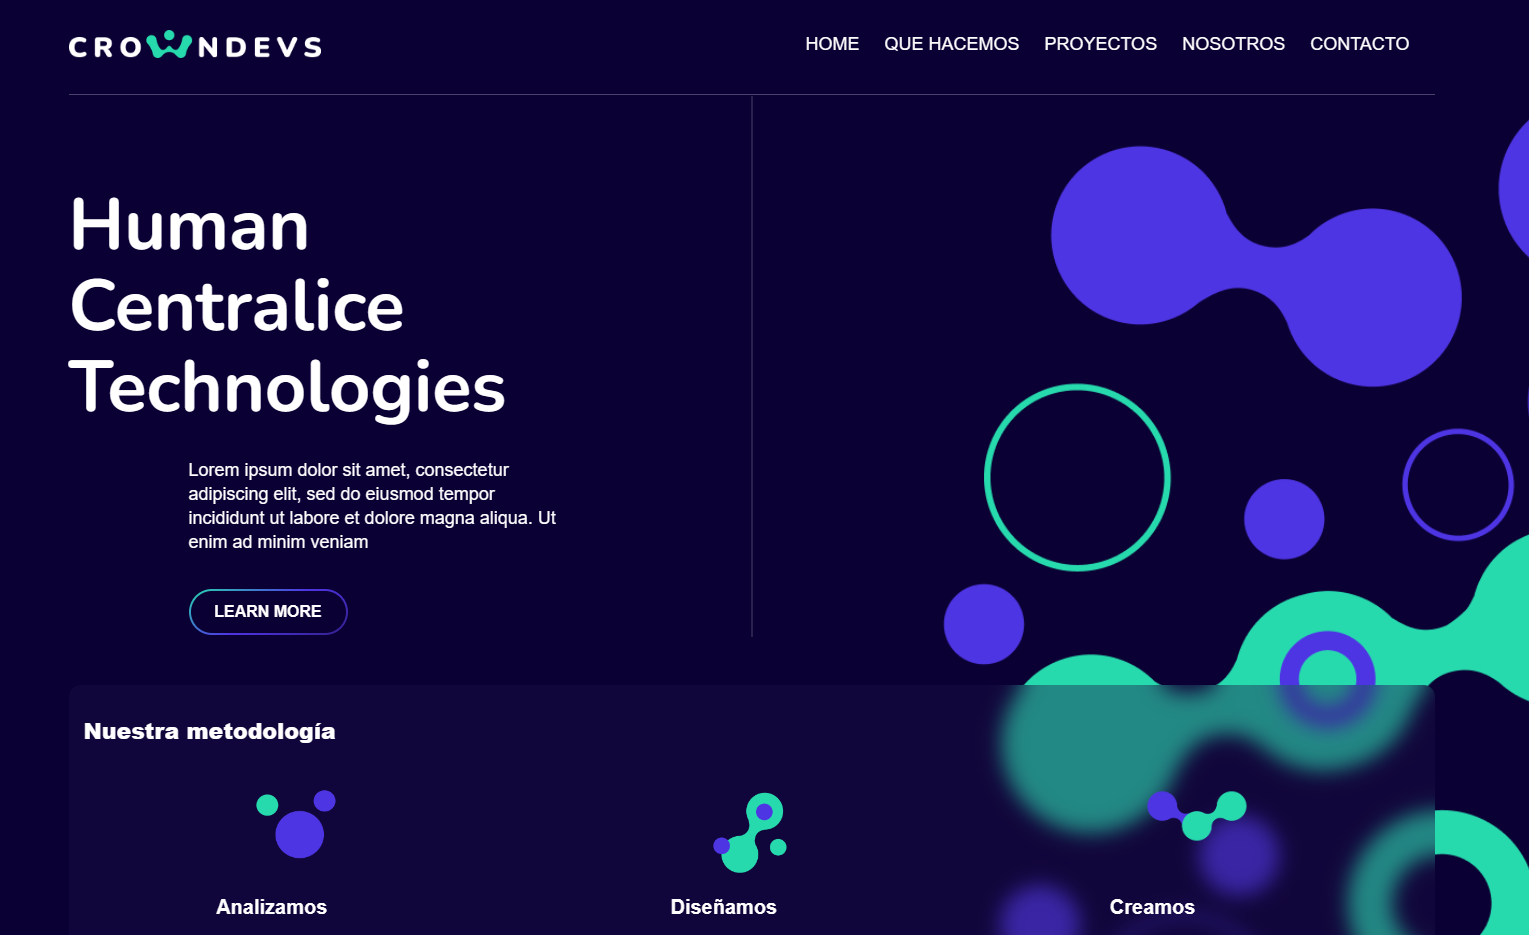 CROWNDEVS
HOME QUE HACEMOS PROYECTOS NOSOTROS CONTACTO
Human
Centralice
Technologies
Lorem ipsum dolor sit amet, consectetur
adipiscing elit, sed do eiusmod tempor
incididunt ut labore et dolore magna aliqua. Ut
enim ad minim veniam
LEARN MORE
Nuestra metodología
Analizamos
Diseñamos
Creamos